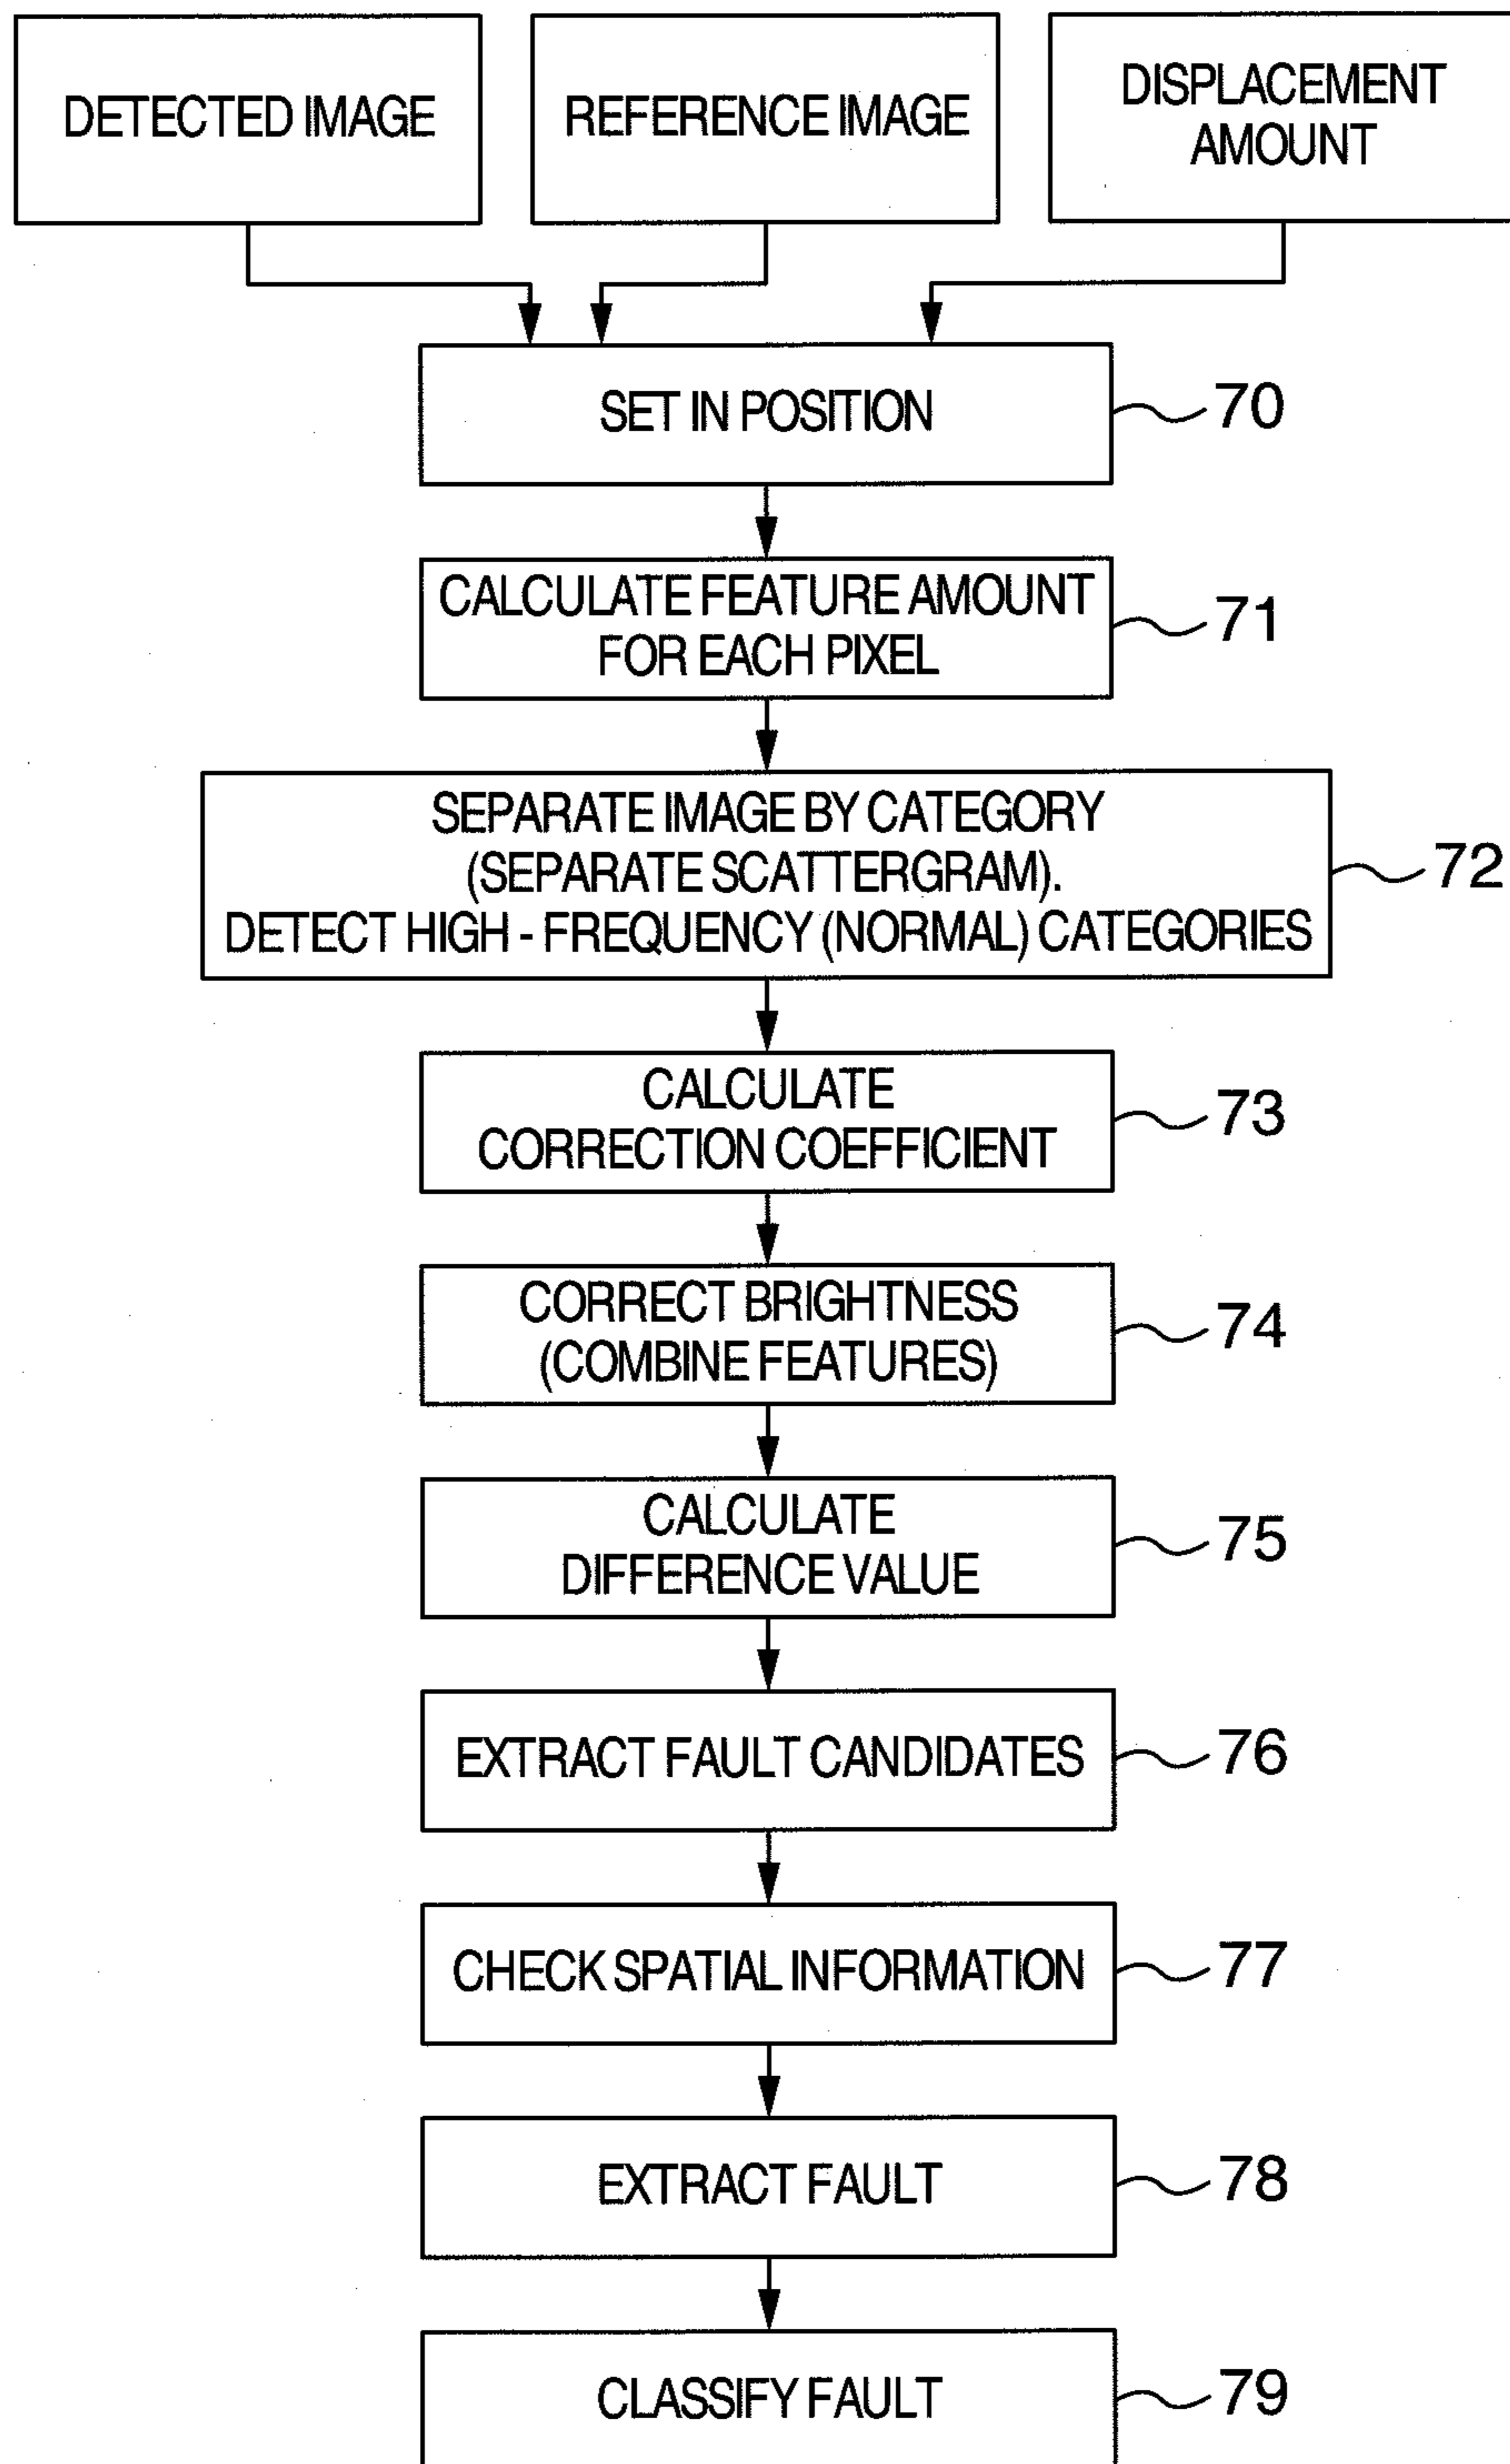 DETECTED IMAGE
REFERENCE IMAGE
DISPLACEMENT
AMOUNT
SET IN POSITION
70
CALCULATE FEATURE AMOUNT
FOR EACH PIXEL
71
SEPARATE IMAGE BY CATEGORY
(SEPARATE SCATTERGRAM).
DETECT HIGH - FREQUENCY (NORMAL) CATEGORIES
72
CALCULATE
CORRECTION COEFFICIENT
73
CORRECT BRIGHTNESS
(COMBINE FEATURES)
74
CALCULATE
DIFFERENCE VALUE
75
EXTRACT FAULT CANDIDATES
76
CHECK SPATIAL INFORMATION
77
EXTRACT FAULT
78
CLASSIFY FAULT
79